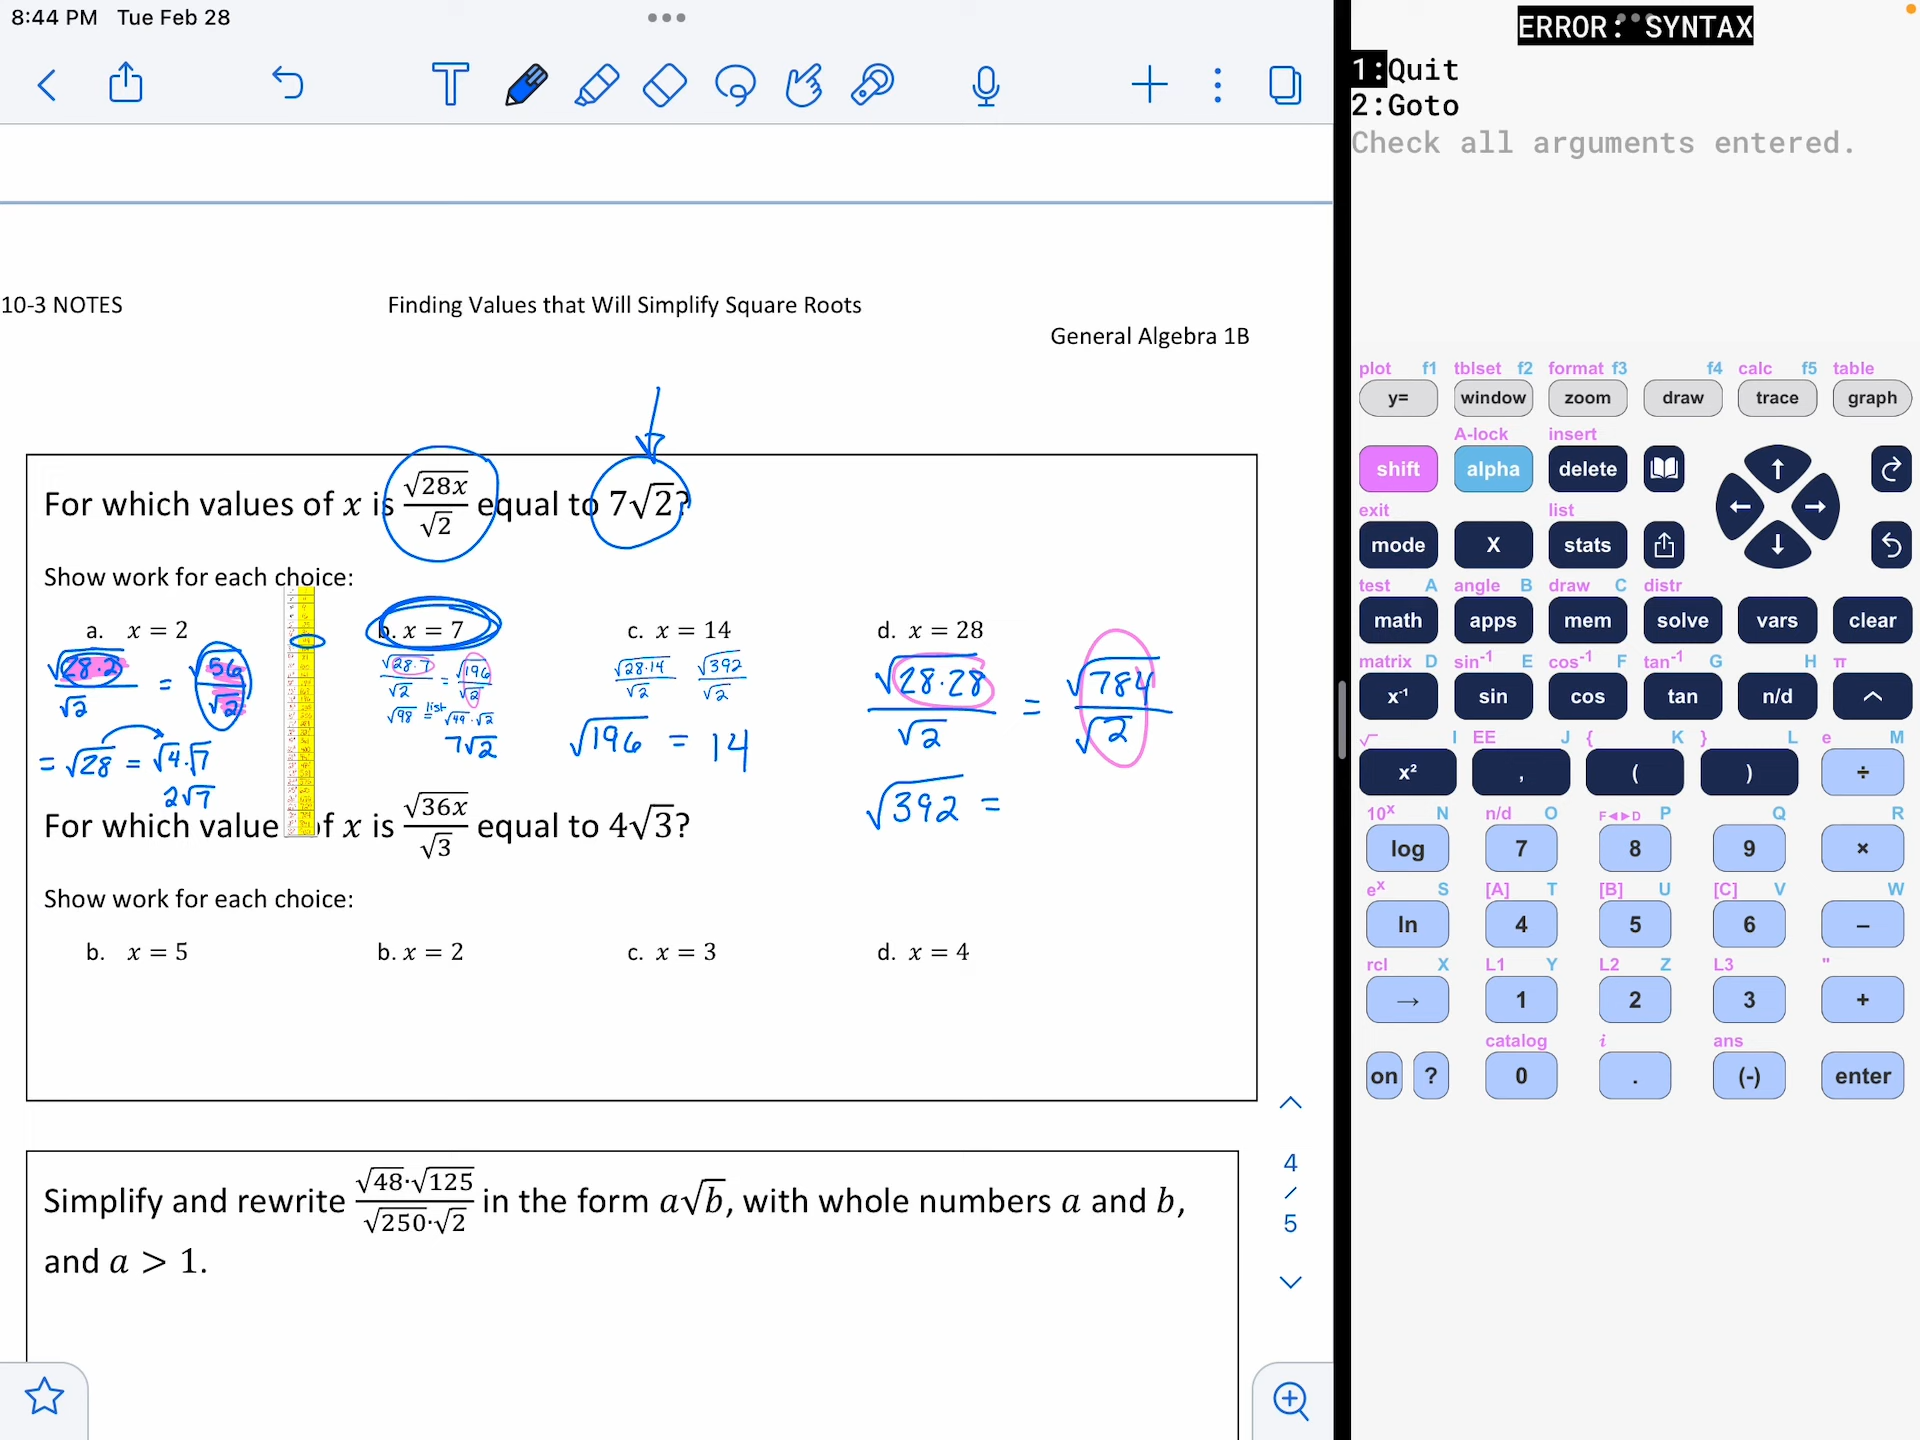 8:44 PM Tue Feb 28
10-3 NOTES
Finding Values that Will Simplify Square Roots
General Algebra 1B
For which values of x is √28x/√2 equal to 7√2?
Show work for each choice:
a. x = 2
b. x = 7
c. x = 14
d. x = 28
√28·2/√2 = √56/√2
= √28 = √4·√7
2√7
√28·7/√2 = √196/√2
√98 = list √49·√2
7√2
√28·14/√2 √392/√2
√196 = 14
√28·28/√2 = √784/√2
√392 =
For which value of x is √36x/√3 equal to 4√3?
Show work for each choice:
b. x = 5
b. x = 2
c. x = 3
d. x = 4
Simplify and rewrite √48·√125/√250·√2 in the form a√b, with whole numbers a and b,
and a > 1.
4
/
5
ERROR: SYNTAX
1:Quit
2:Goto
Check all arguments entered.
plot f1 tblset f2 format f3 f4 calc f5 table
y= window zoom draw trace graph
A-lock insert
shift alpha delete
exit list
mode X stats
test A angle B draw C distr
math apps mem solve vars clear
matrix D sin⁻¹ E cos⁻¹ F tan⁻¹ G H π
x⁻¹ sin cos tan n/d ^
√ I EE J { K } L e M
x² , ( ) ÷
10ˣ N n/d O F◄►D P Q R
log 7 8 9 ×
eˣ S [A] T [B] U [C] V W
ln 4 5 6 −
rcl X L1 Y L2 Z L3 "
→ 1 2 3 +
catalog i ans
on ? 0 . (-) enter